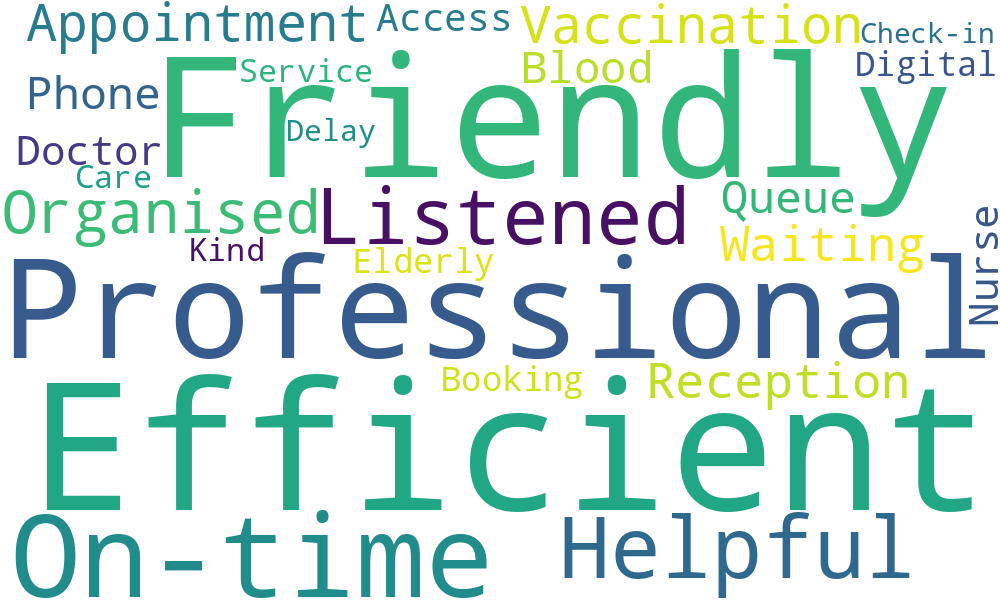 Appointment
Access
Vaccination
Check-in
Service
Blood
Digital
Phone
Friendly
Delay
Doctor
Care
Organised
Listened
Queue
Nurse
Kind
Elderly
Waiting
Professional
Booking
Reception
Efficient
On-time
Helpful